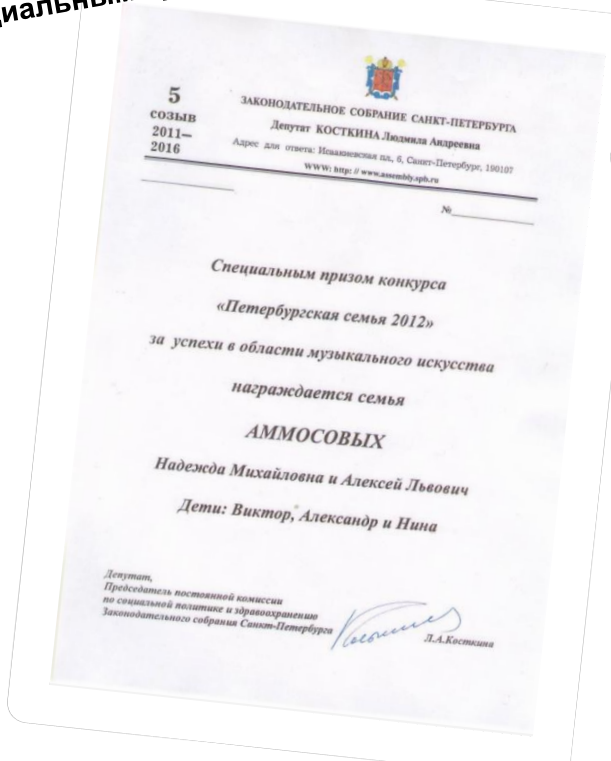 5
созыв
2011–
2016
ЗАКОНОДАТЕЛЬНОЕ СОБРАНИЕ САНКТ-ПЕТЕРБУРГА
Депутат КОСТКИНА Людмила Андреевна
Адрес для ответа: Исаакиевская пл., 6, Санкт-Петербург, 190107
WWW: http: // www.assembly.spb.ru
№
Специальным призом конкурса
«Петербургская семья 2012»
за успехи в области музыкального искусства
награждается семья
АММОСОВЫХ
Надежда Михайловна и Алексей Львович
Дети: Виктор, Александр и Нина
Депутат,
Председатель постоянной комиссии
по социальной политике и здравоохранению
Законодательного собрания Санкт-Петербурга
Л.А.Косткина